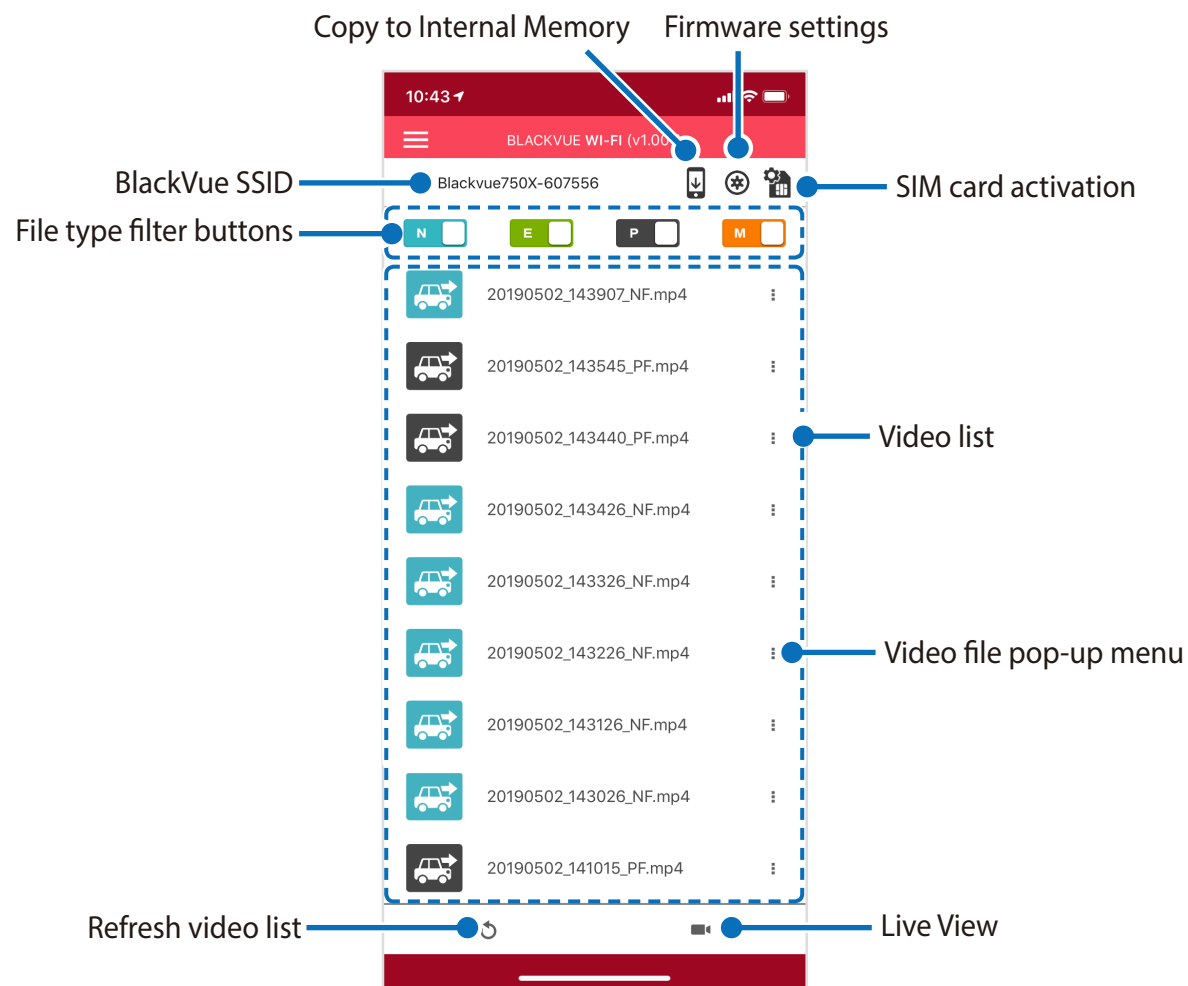 Copy to Internal Memory
Firmware settings
10:43
BLACKVUE WI-FI (v1.00
BlackVue SSID
Blackvue750X-607556
SIM card activation
File type filter buttons
N
E
P
M
20190502_143907_NF.mp4
20190502_143545_PF.mp4
20190502_143440_PF.mp4
Video list
20190502_143426_NF.mp4
20190502_143326_NF.mp4
20190502_143226_NF.mp4
Video file pop-up menu
20190502_143126_NF.mp4
20190502_143026_NF.mp4
20190502_141015_PF.mp4
Refresh video list
Live View